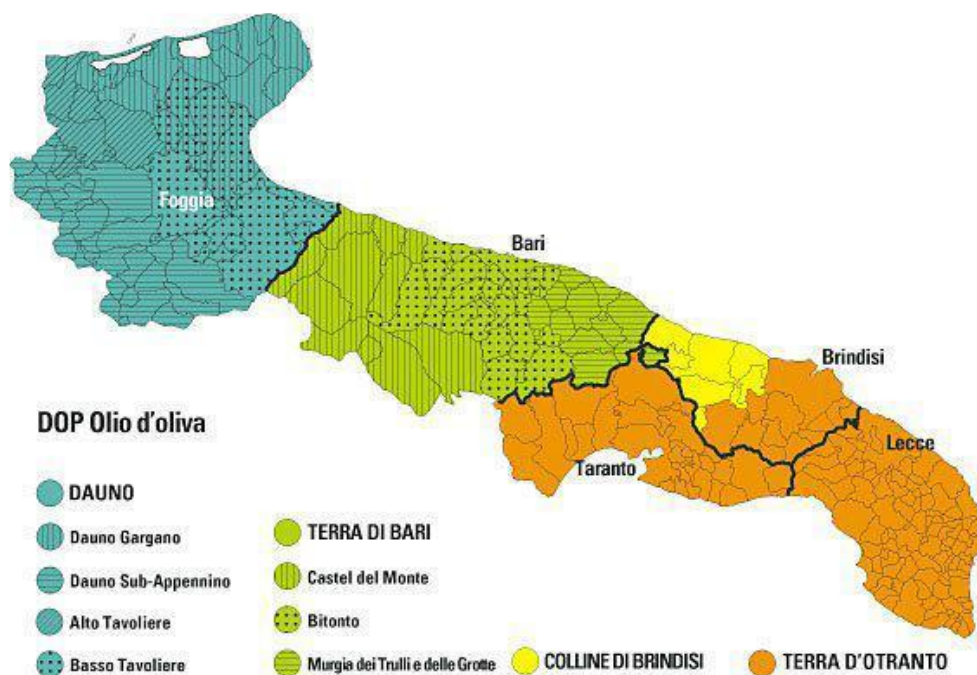 Foggia
Bari
Brindisi
Lecce
Taranto
DOP Olio d'oliva
DAUNO
Dauno Gargano
Dauno Sub-Appennino
Alto Tavoliere
Basso Tavoliere
TERRA DI BARI
Castel del Monte
Bitonto
Murgia dei Trulli e delle Grotte
COLLINE DI BRINDISI
TERRA D'OTRANTO